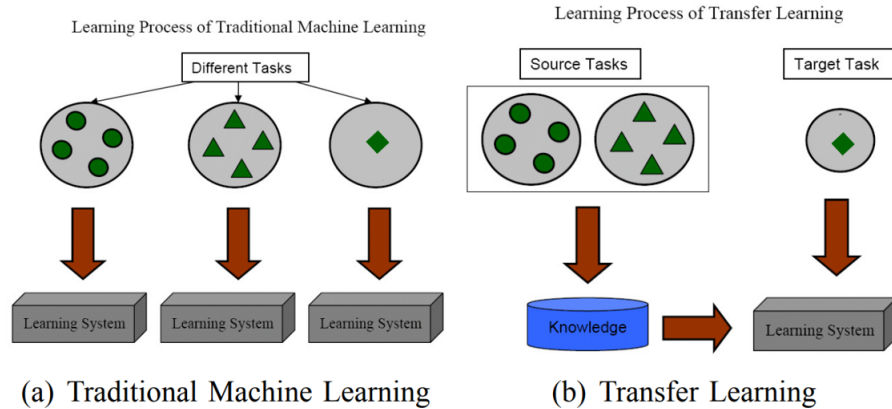 Learning Process of Traditional Machine Learning
Different Tasks
Learning System
Learning System
Learning System
(a) Traditional Machine Learning
Learning Process of Transfer Learning
Source Tasks
Target Task
Knowledge
Learning System
(b) Transfer Learning